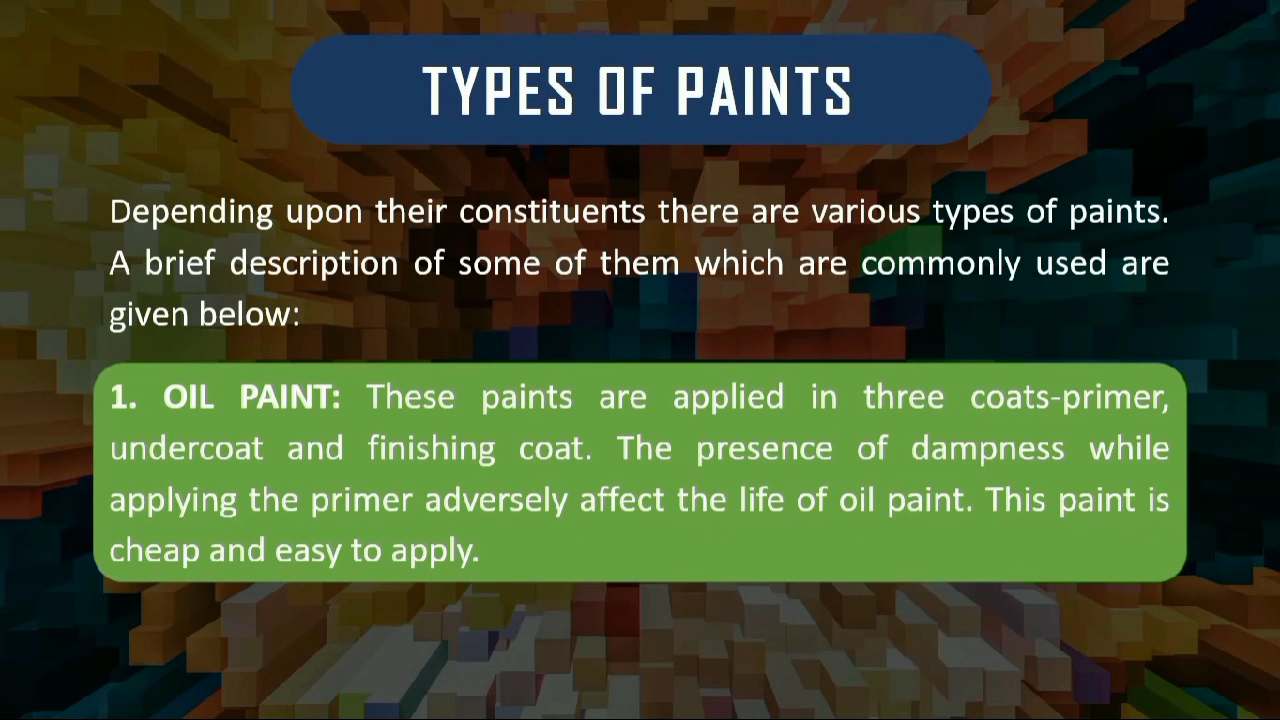 TYPES OF PAINTS
Depending upon their constituents there are various types of paints.
A brief description of some of them which are commonly used are
given below:
1. OIL PAINT: These paints are applied in three coats-primer,
undercoat and finishing coat. The presence of dampness while
applying the primer adversely affect the life of oil paint. This paint is
cheap and easy to apply.